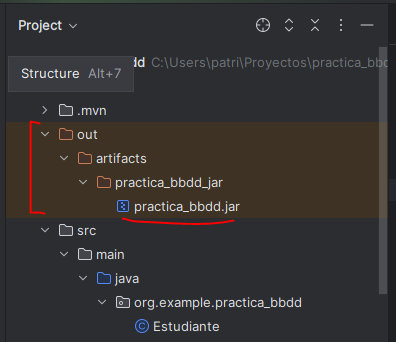 Project
dd C:\Users\patri\Proyectos\practica_bbd
Structure Alt+7
.mvn
out
artifacts
practica_bbdd_jar
practica_bbdd.jar
src
main
java
org.example.practica_bbdd
Estudiante